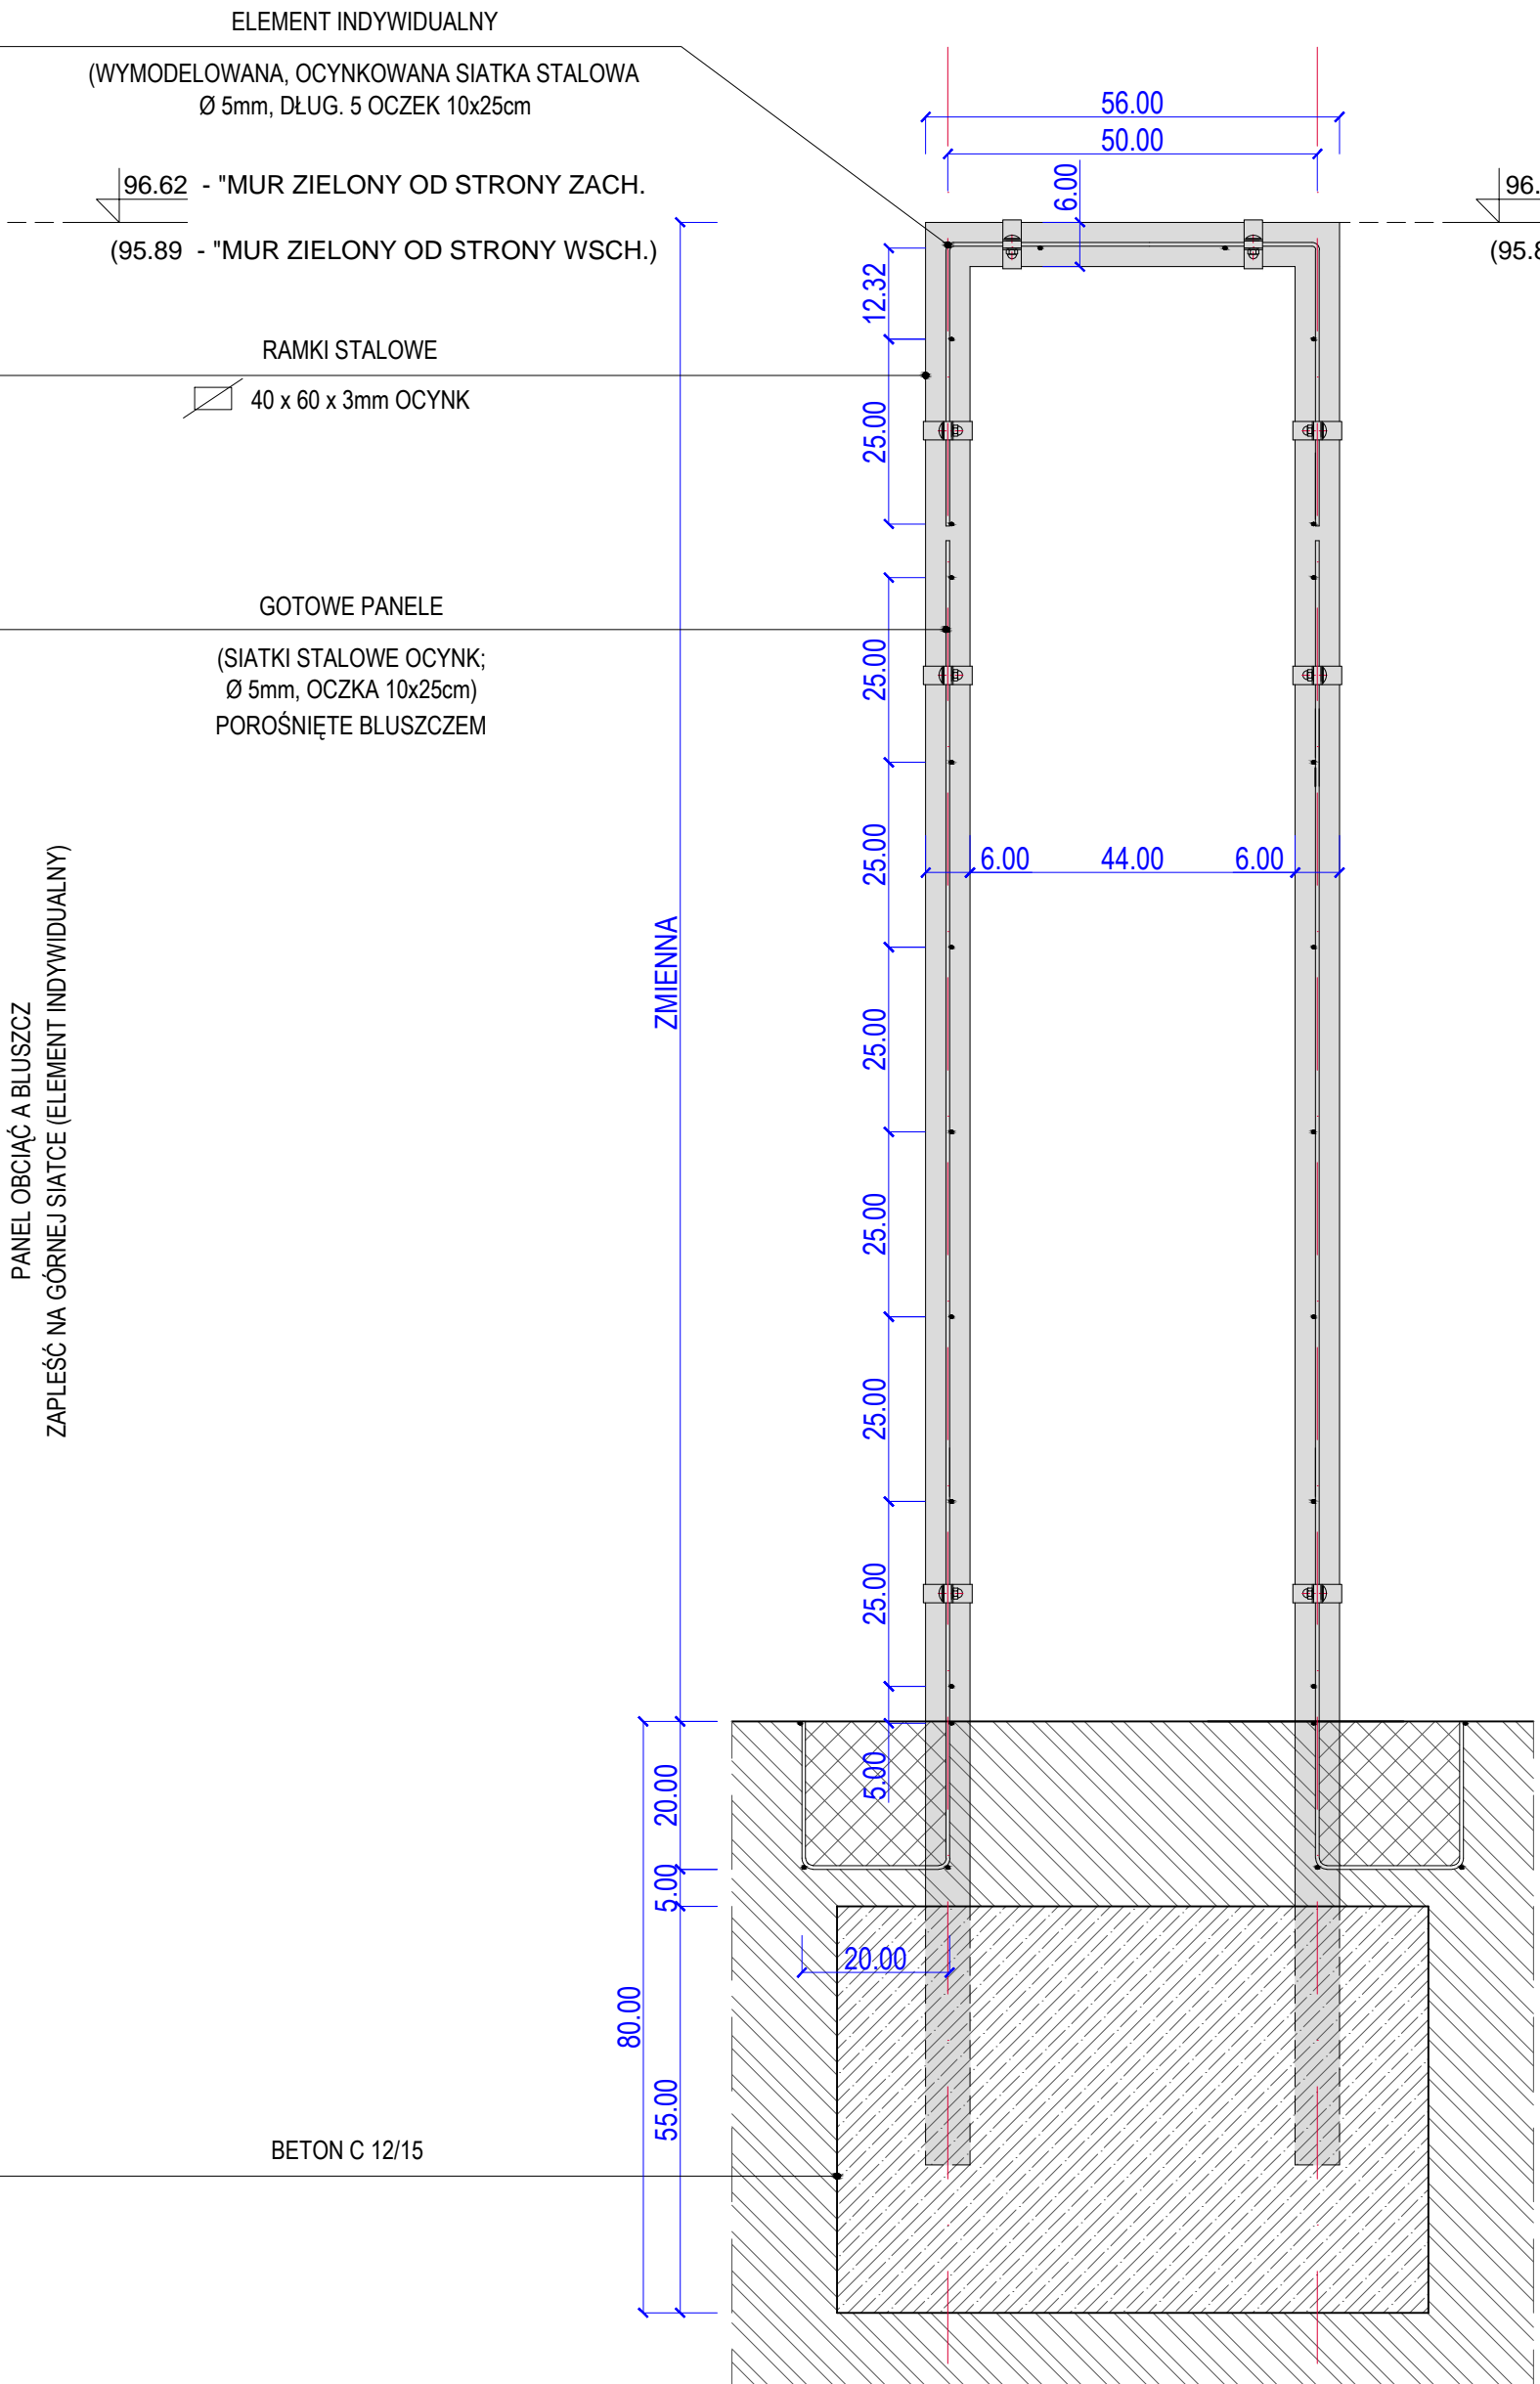 ELEMENT INDYWIDUALNY
(WYMODELOWANA, OCYNKOWANA SIATKA STALOWA
Ø 5mm, DŁUG. 5 OCZEK 10x25cm
56.00
50.00
6.00
96.62 - "MUR ZIELONY OD STRONY ZACH.
96.
(95.89 - "MUR ZIELONY OD STRONY WSCH.)
(95.8
12.32
RAMKI STALOWE
40 x 60 x 3mm OCYNK
25.00
GOTOWE PANELE
(SIATKI STALOWE OCYNK;
Ø 5mm, OCZKA 10x25cm)
POROŚNIĘTE BLUSZCZEM
25.00
25.00
6.00
44.00
6.00
ZMIENNA
PANEL OBCIĄĆ A BLUSZCZ
ZAPLEŚĆ NA GÓRNEJ SIATCE (ELEMENT INDYWIDUALNY)
25.00
25.00
25.00
25.00
5.00
20.00
5.00
20.00
80.00
55.00
BETON C 12/15